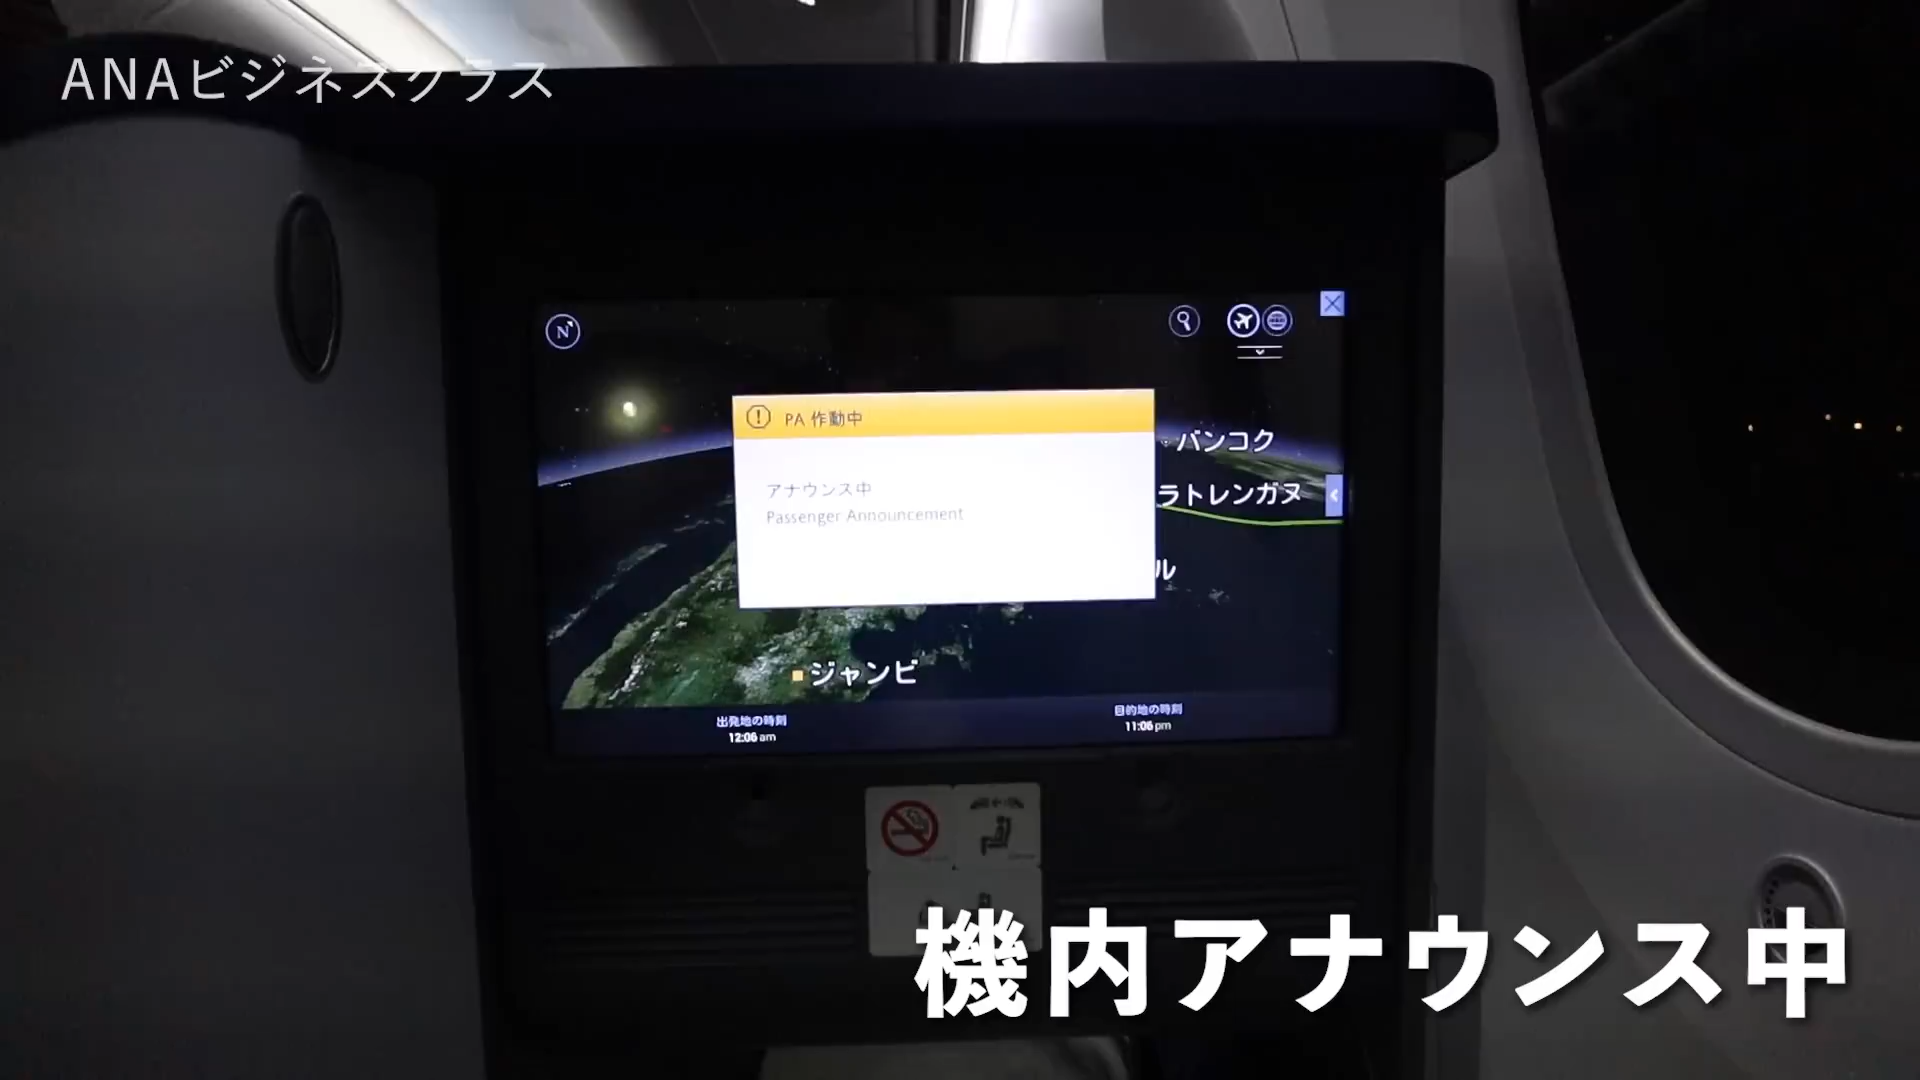 ANAビジネスクラス
N
PA 作動中
アナウンス中
Passenger Announcement
バンコク
ラトレンガヌ
ル
ジャンビ
出発地の時刻
12:06 am
目的地の時刻
11:06 pm
機内アナウンス中